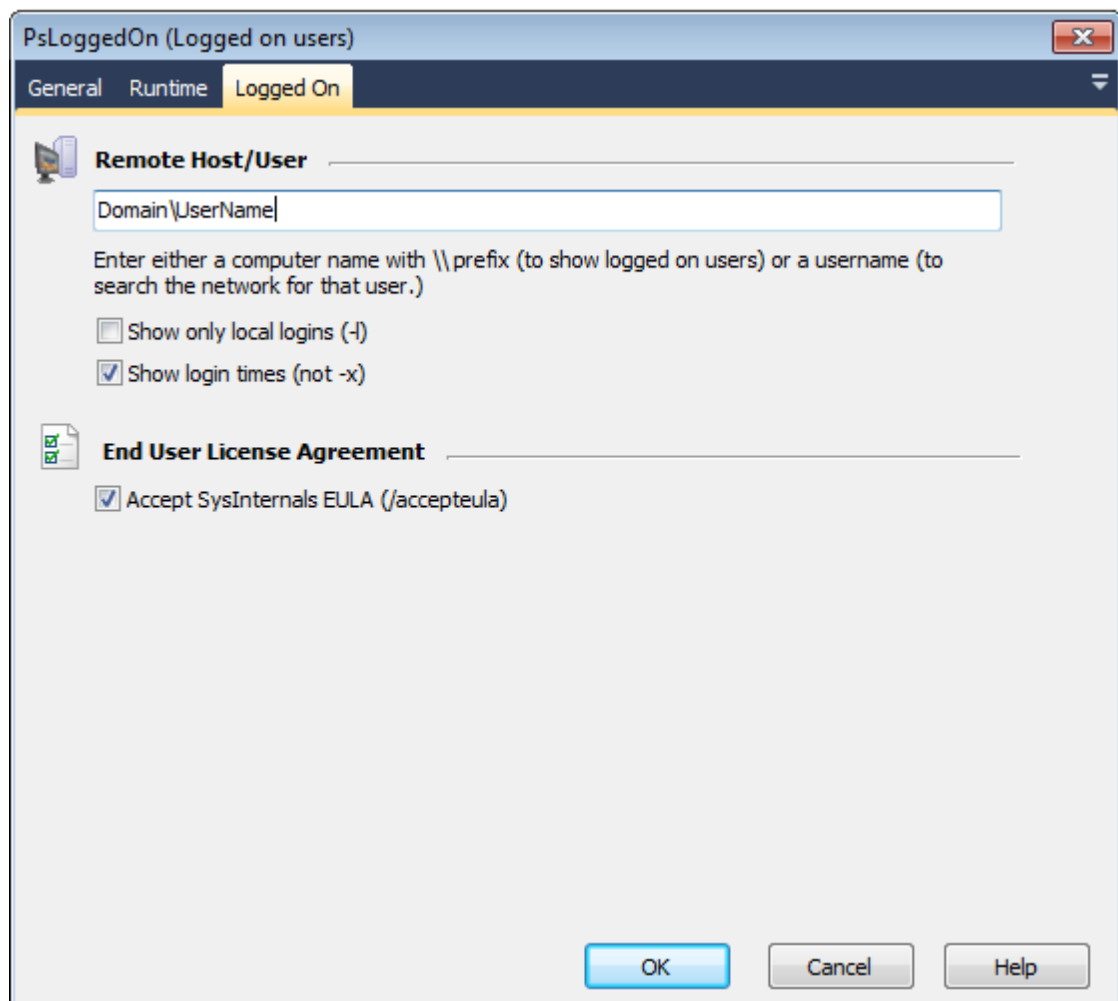 PsLoggedOn (Logged on users)
General Runtime Logged On
Remote Host/User
Domain\UserName
Enter either a computer name with \\ prefix (to show logged on users) or a username (to
search the network for that user.)
Show only local logins (-l)
Show login times (not -x)
End User License Agreement
Accept SysInternals EULA (/accepteula)
OK Cancel Help